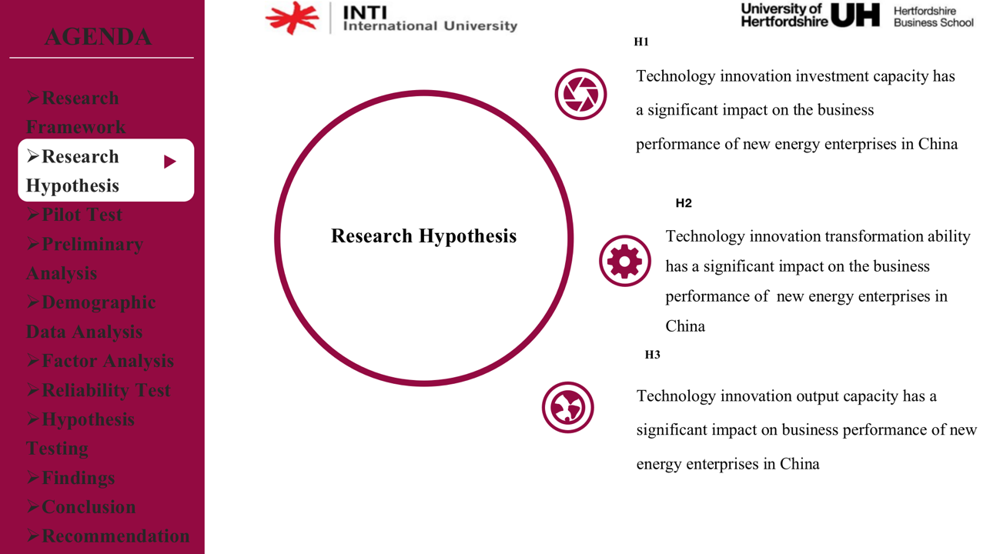 AGENDA
➢Research
Framework
➢Research
Hypothesis
➢Pilot Test
➢Preliminary
Analysis
➢Demographic
Data Analysis
➢Factor Analysis
➢Reliability Test
➢Hypothesis
Testing
➢Findings
➢Conclusion
➢Recommendation
INTI
International University
University of
Hertfordshire
UH
Hertfordshire
Business School
Research Hypothesis
H1
Technology innovation investment capacity has
a significant impact on the business
performance of new energy enterprises in China
H2
Technology innovation transformation ability
has a significant impact on the business
performance of  new energy enterprises in
China
H3
Technology innovation output capacity has a
significant impact on business performance of new
energy enterprises in China